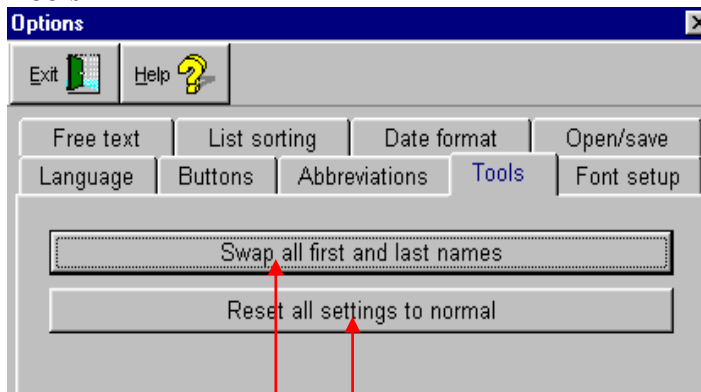 Options
Exit Help
Free text List sorting Date format Open/save
Language Buttons Abbreviations Tools Font setup
Swap all first and last names
Reset all settings to normal